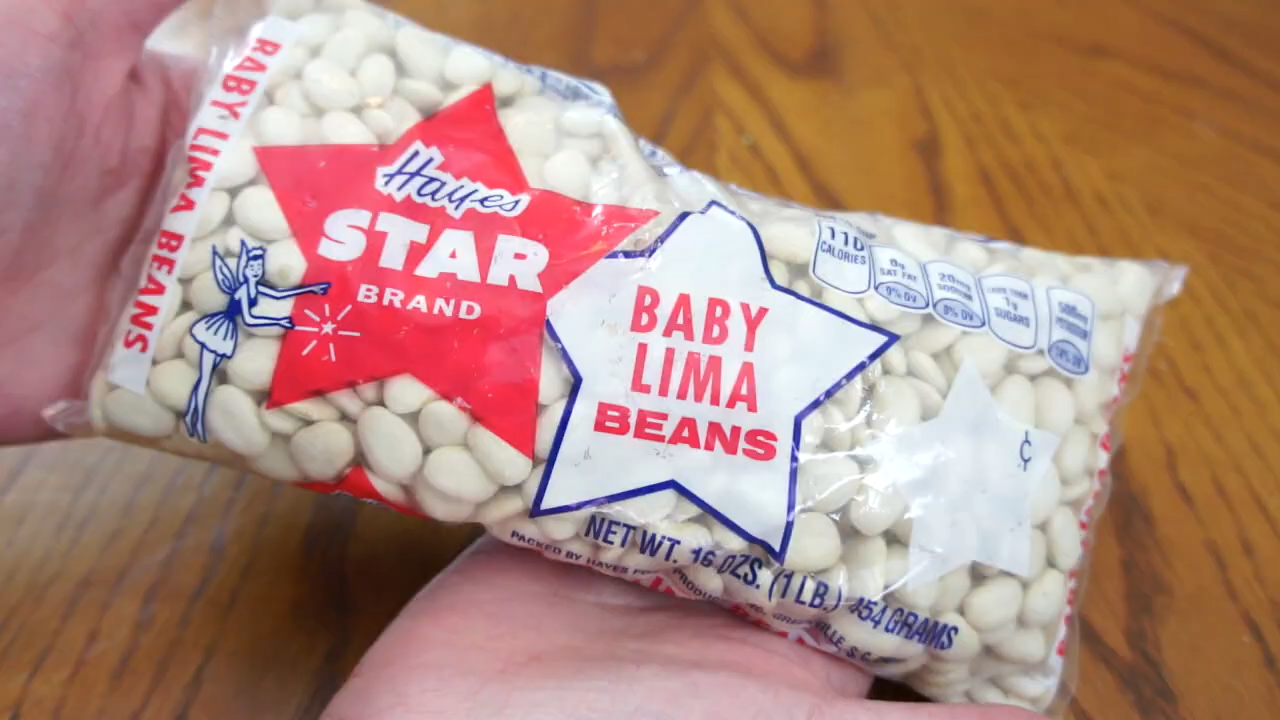 BABY LIMA BEANS
Hayes
STAR
BRAND
BABY
LIMA
BEANS
110
CALORIES
0g
SAT FAT
0% DV
20mg
SODIUM
0% DV
1g
SUGARS
¢
NET WT. 16 OZS. (1 LB.) 454 GRAMS
PACKED BY HAYES GREENVILLE, S.C.